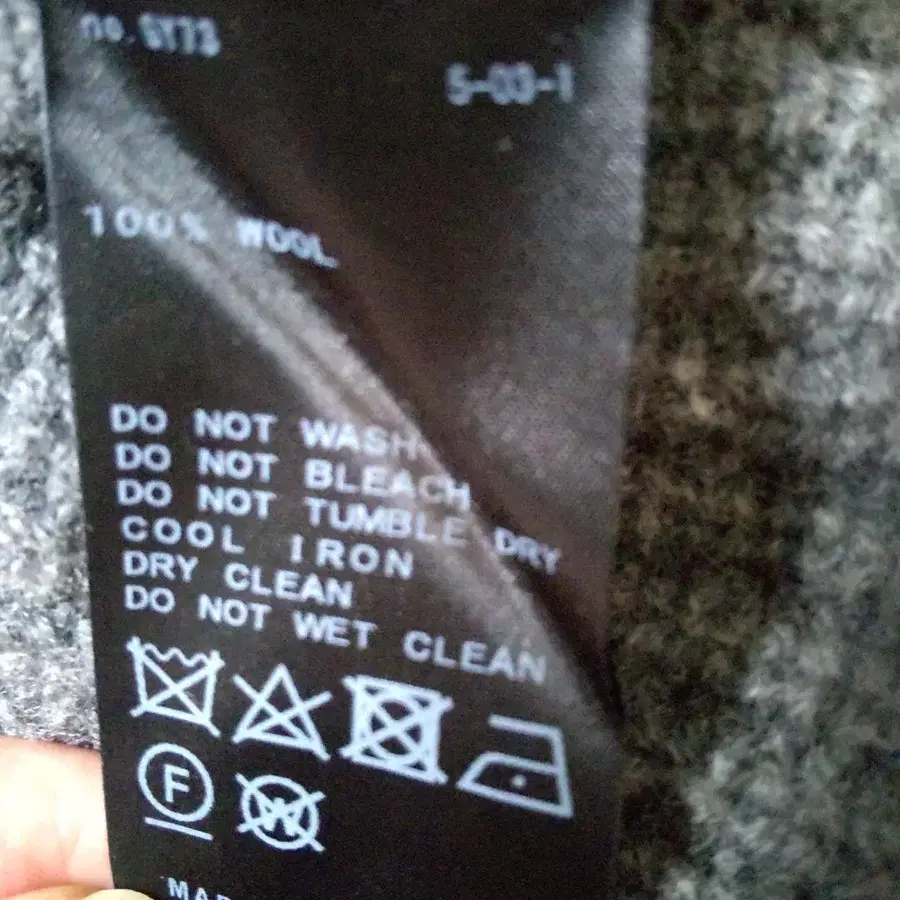 no.GY73
5-03-1
100% WOOL
DO NOT WASH
DO NOT BLEACH
DO NOT TUMBLE DRY
COOL IRON
DRY CLEAN
DO NOT WET CLEAN
F
W